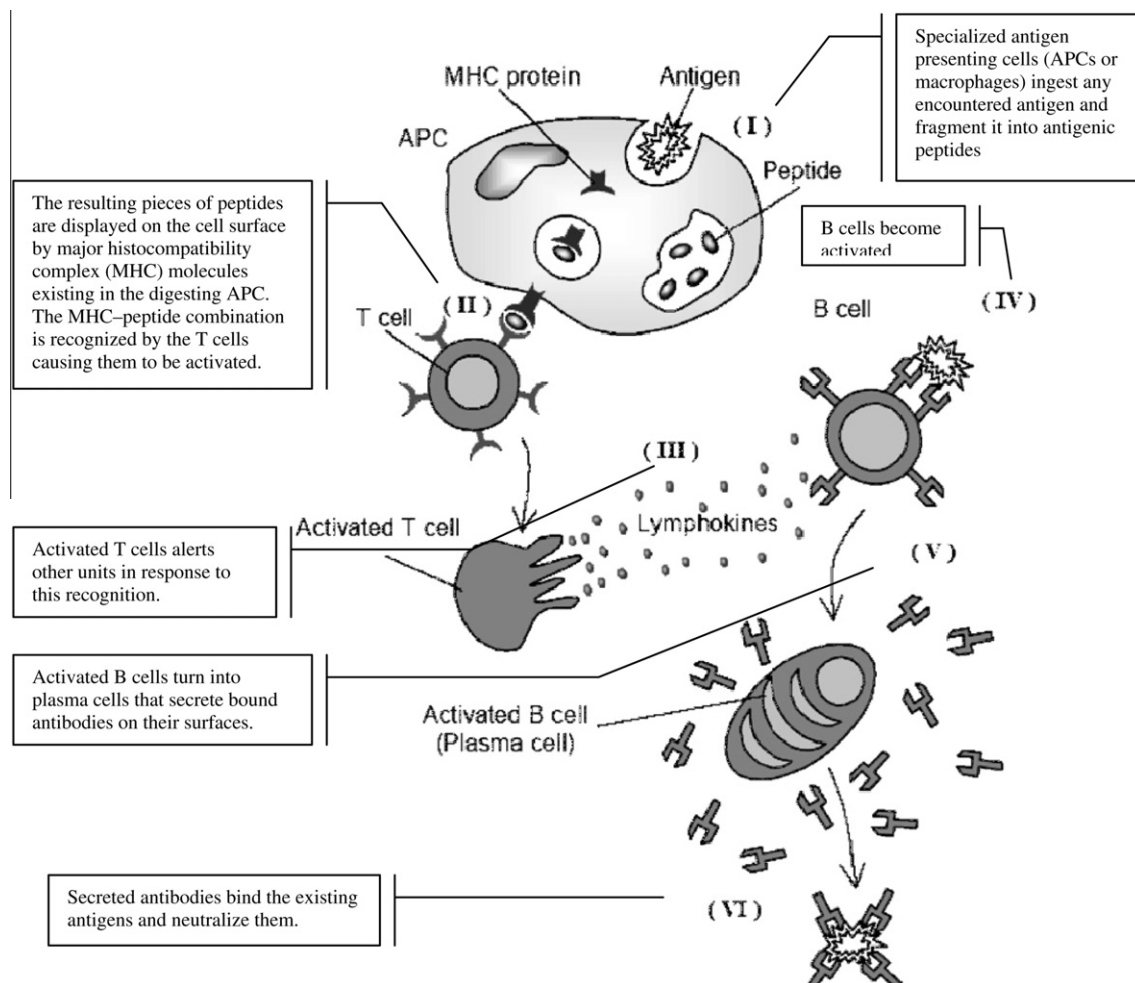 Specialized antigen
presenting cells (APCs or
macrophages) ingest any
encountered antigen and
fragment it into antigenic
peptides
MHC protein
Antigen
(I)
APC
Peptide
The resulting pieces of peptides
are displayed on the cell surface
by major histocompatibility
complex (MHC) molecules
existing in the digesting APC.
The MHC–peptide combination
is recognized by the T cells
causing them to be activated.
B cells become
activated
(II)
(IV)
T cell
B cell
(III)
Activated T cell
Lymphokines
Activated T cells alerts
other units in response to
this recognition.
(V)
Activated B cells turn into
plasma cells that secrete bound
antibodies on their surfaces.
Activated B cell
(Plasma cell)
Secreted antibodies bind the existing
antigens and neutralize them.
(VI)